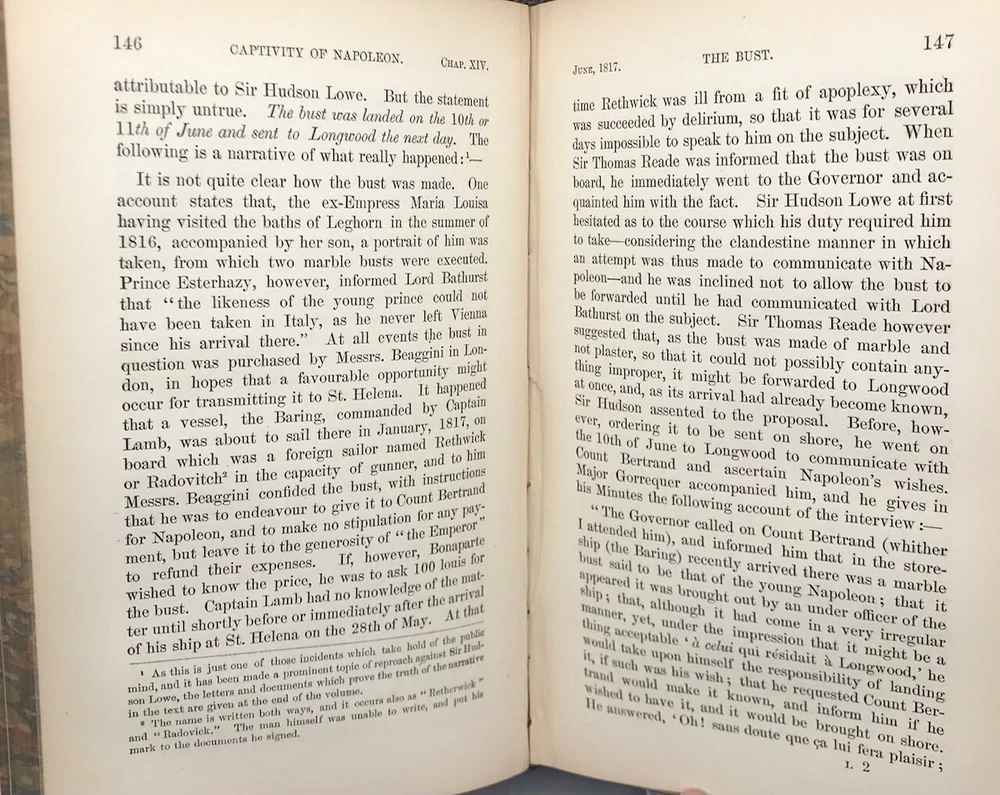 146
CAPTIVITY OF NAPOLEON.
CHAP. XIV.
attributable to Sir Hudson Lowe. But the statement
is simply untrue. The bust was landed on the 10th or
11th of June and sent to Longwood the next day. The
following is a narrative of what really happened:¹—
It is not quite clear how the bust was made. One
account states that, the ex-Empress Maria Louisa
having visited the baths of Leghorn in the summer of
1816, accompanied by her son, a portrait of him was
taken, from which two marble busts were executed.
Prince Esterhazy, however, informed Lord Bathurst
that “the likeness of the young prince could not
have been taken in Italy, as he never left Vienna
since his arrival there.” At all events the bust in
question was purchased by Messrs. Beaggini in Lon-
don, in hopes that a favourable opportunity might
occur for transmitting it to St. Helena. It happened
that a vessel, the Baring, commanded by Captain
Lamb, was about to sail there in January, 1817, on
board which was a foreign sailor named Rethwick
or Radovitch² in the capacity of gunner, and to him
Messrs. Beaggini confided the bust, with instructions
that he was to endeavour to give it to Count Bertrand
for Napoleon, and to make no stipulation for any pay-
ment, but leave it to the generosity of “the Emperor”
to refund their expenses. If, however, Bonaparte
wished to know the price, he was to ask 100 louis for
the bust. Captain Lamb had no knowledge of the mat-
ter until shortly before or immediately after the arrival
of his ship at St. Helena on the 28th of May. At that
¹ As this is just one of those incidents which take hold of the public
mind, and it has been made a prominent topic of reproach against Sir Hud-
son Lowe, the letters and documents which prove the truth of the narrative
in the text are given at the end of the volume.
² The name is written both ways, and it occurs also as “Retherwick”
and “Radovick.” The man himself was unable to write, and put his
mark to the documents he signed.
JUNE, 1817.
THE BUST.
147
time Rethwick was ill from a fit of apoplexy, which
was succeeded by delirium, so that it was for several
days impossible to speak to him on the subject. When
Sir Thomas Reade was informed that the bust was on
board, he immediately went to the Governor and ac-
quainted him with the fact. Sir Hudson Lowe at first
hesitated as to the course which his duty required him
to take—considering the clandestine manner in which
an attempt was thus made to communicate with Na-
poleon—and he was inclined not to allow the bust to
be forwarded until he had communicated with Lord
Bathurst on the subject. Sir Thomas Reade however
suggested that, as the bust was made of marble and
not plaster, so that it could not possibly contain any-
thing improper, it might be forwarded to Longwood
at once, and, as its arrival had already become known,
Sir Hudson assented to the proposal. Before, how-
ever, ordering it to be sent on shore, he went on
the 10th of June to Longwood to communicate with
Count Bertrand and ascertain Napoleon's wishes.
Major Gorrequer accompanied him, and he gives in
his Minutes the following account of the interview:—
“The Governor called on Count Bertrand (whither
I attended him), and informed him that in the store-
ship (the Baring) recently arrived there was a marble
bust said to be that of the young Napoleon; that it
appeared it was brought out by an under officer of the
ship; that, although it had come in a very irregular
manner, yet, under the impression that it might be a
thing acceptable ‘à celui qui résidait à Longwood,’ he
would take upon himself the responsibility of landing
it, if such was his wish; that he requested Count Ber-
trand would make it known, and inform him if he
wished to have it, and it would be brought on shore.
He answered, ‘Oh! sans doute que ça lui fera plaisir;
L 2